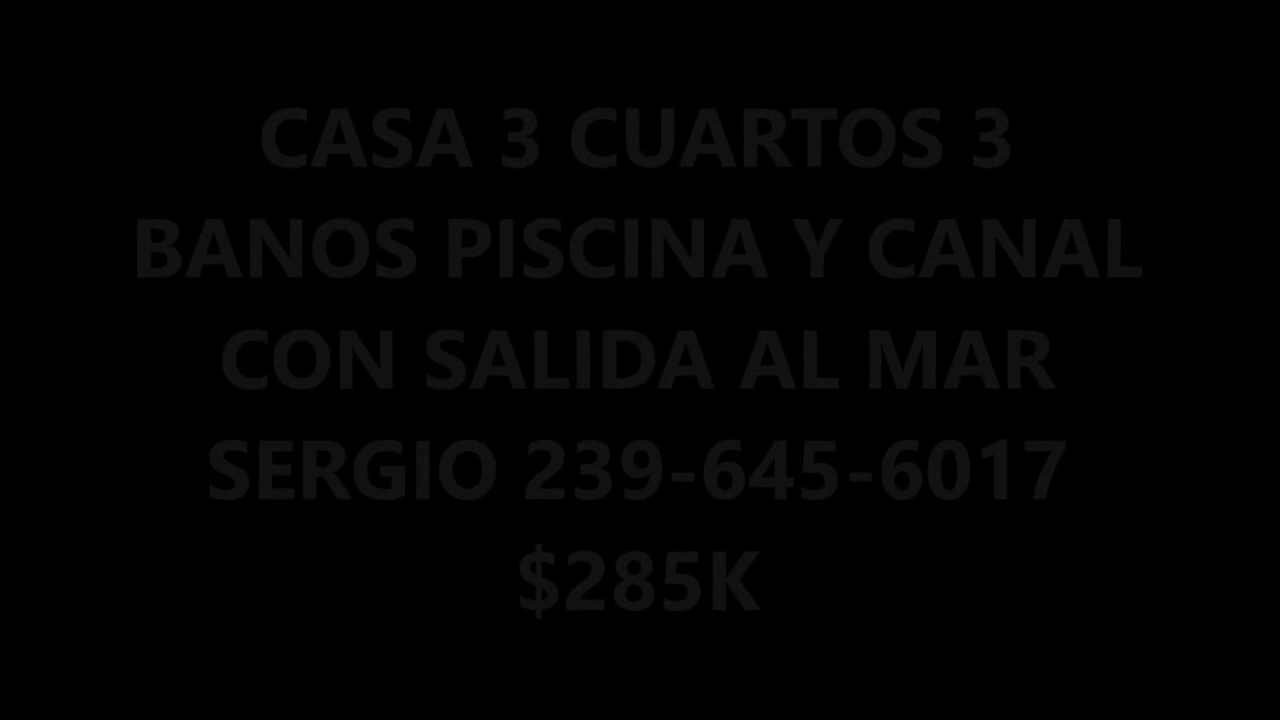 CASA 3 CUARTOS 3
BANOS PISCINA Y CANAL
CON SALIDA AL MAR
SERGIO 239-645-6017
$285K